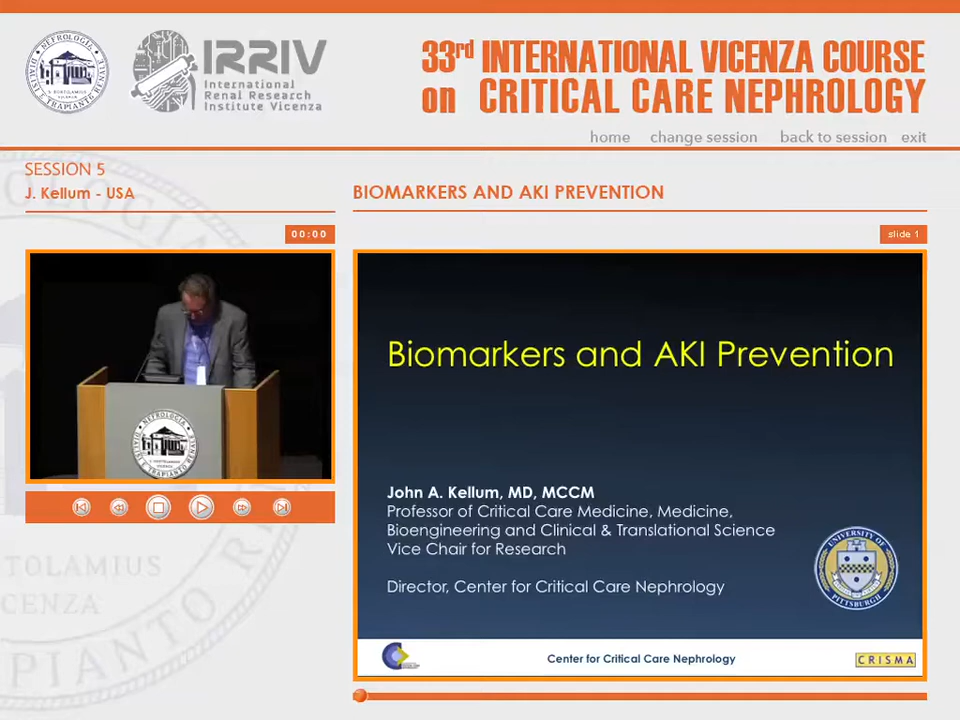 IRRIV
International
Renal Research
Institute Vicenza
33rd INTERNATIONAL VICENZA COURSE
on CRITICAL CARE NEPHROLOGY
home change session back to session exit
SESSION 5
J. Kellum - USA
BIOMARKERS AND AKI PREVENTION
00:00
slide 1
Biomarkers and AKI Prevention
John A. Kellum, MD, MCCM
Professor of Critical Care Medicine, Medicine,
Bioengineering and Clinical & Translational Science
Vice Chair for Research
Director, Center for Critical Care Nephrology
UNIVERSITY OF
PITTSBURGH
Center for Critical Care Nephrology
CRISMA